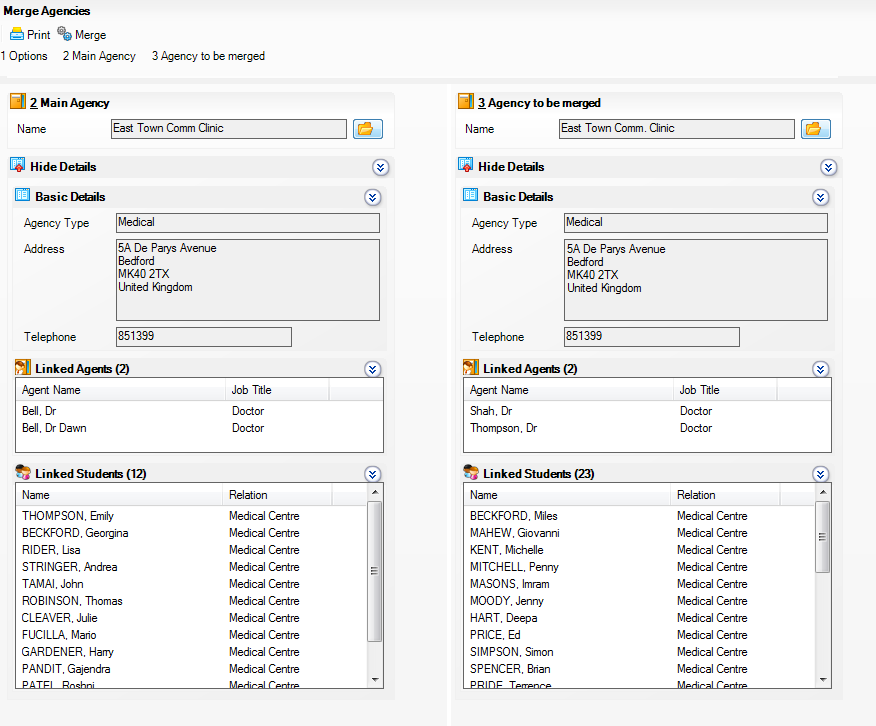 Merge Agencies
Print Merge
1 Options 2 Main Agency 3 Agency to be merged
2 Main Agency
Name East Town Comm Clinic
Hide Details
Basic Details
Agency Type Medical
Address 5A De Parys Avenue
Bedford
MK40 2TX
United Kingdom
Telephone 851399
Linked Agents (2)
Agent Name Job Title
Bell, Dr Doctor
Bell, Dr Dawn Doctor
Linked Students (12)
Name Relation
THOMPSON, Emily Medical Centre
BECKFORD, Georgina Medical Centre
RIDER, Lisa Medical Centre
STRINGER, Andrea Medical Centre
TAMAI, John Medical Centre
ROBINSON, Thomas Medical Centre
CLEAVER, Julie Medical Centre
FUCILLA, Mario Medical Centre
GARDENER, Harry Medical Centre
PANDIT, Gajendra Medical Centre
PATEL, Roshni Medical Centre
3 Agency to be merged
Name East Town Comm. Clinic
Hide Details
Basic Details
Agency Type Medical
Address 5A De Parys Avenue
Bedford
MK40 2TX
United Kingdom
Telephone 851399
Linked Agents (2)
Agent Name Job Title
Shah, Dr Doctor
Thompson, Dr Doctor
Linked Students (23)
Name Relation
BECKFORD, Miles Medical Centre
MAHEW, Giovanni Medical Centre
KENT, Michelle Medical Centre
MITCHELL, Penny Medical Centre
MASONS, Imram Medical Centre
MOODY, Jenny Medical Centre
HART, Deepa Medical Centre
PRICE, Ed Medical Centre
SIMPSON, Simon Medical Centre
SPENCER, Brian Medical Centre
PRIDE, Terrence Medical Centre